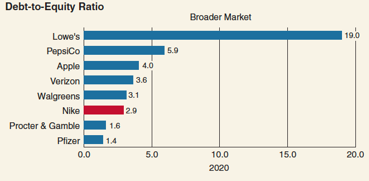 Debt-to-Equity Ratio
Broader Market
Lowe's 19.0
PepsiCo 5.9
Apple 4.0
Verizon 3.6
Walgreens 3.1
Nike 2.9
Procter & Gamble 1.6
Pfizer 1.4
0.0 5.0 10.0 15.0 20.0
2020